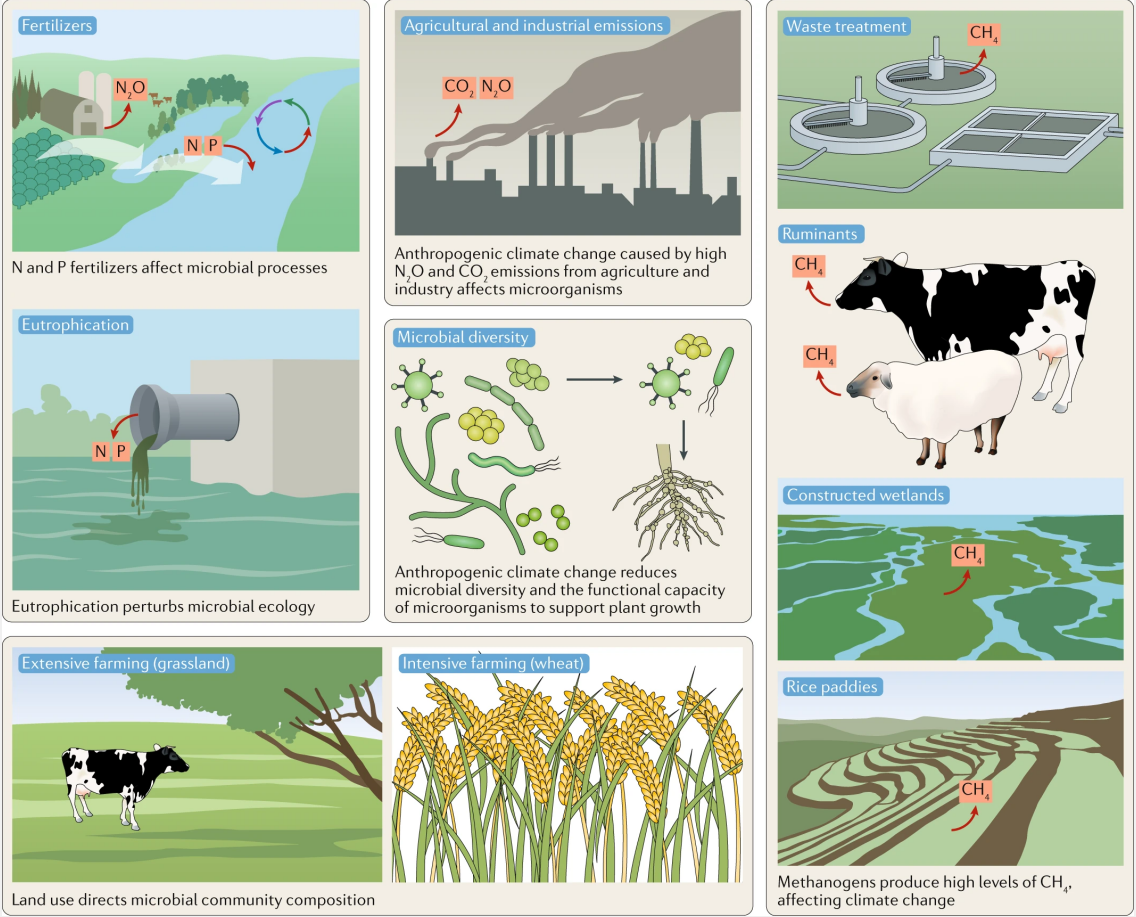 Fertilizers
N₂O
N P
N and P fertilizers affect microbial processes
Eutrophication
N P
Eutrophication perturbs microbial ecology
Agricultural and industrial emissions
CO₂ N₂O
Anthropogenic climate change caused by high
N₂O and CO₂ emissions from agriculture and
industry affects microorganisms
Microbial diversity
Anthropogenic climate change reduces
microbial diversity and the functional capacity
of microorganisms to support plant growth
Extensive farming (grassland)
Intensive farming (wheat)
Land use directs microbial community composition
Waste treatment
CH₄
Ruminants
CH₄
CH₄
Constructed wetlands
CH₄
Rice paddies
CH₄
Methanogens produce high levels of CH₄,
affecting climate change